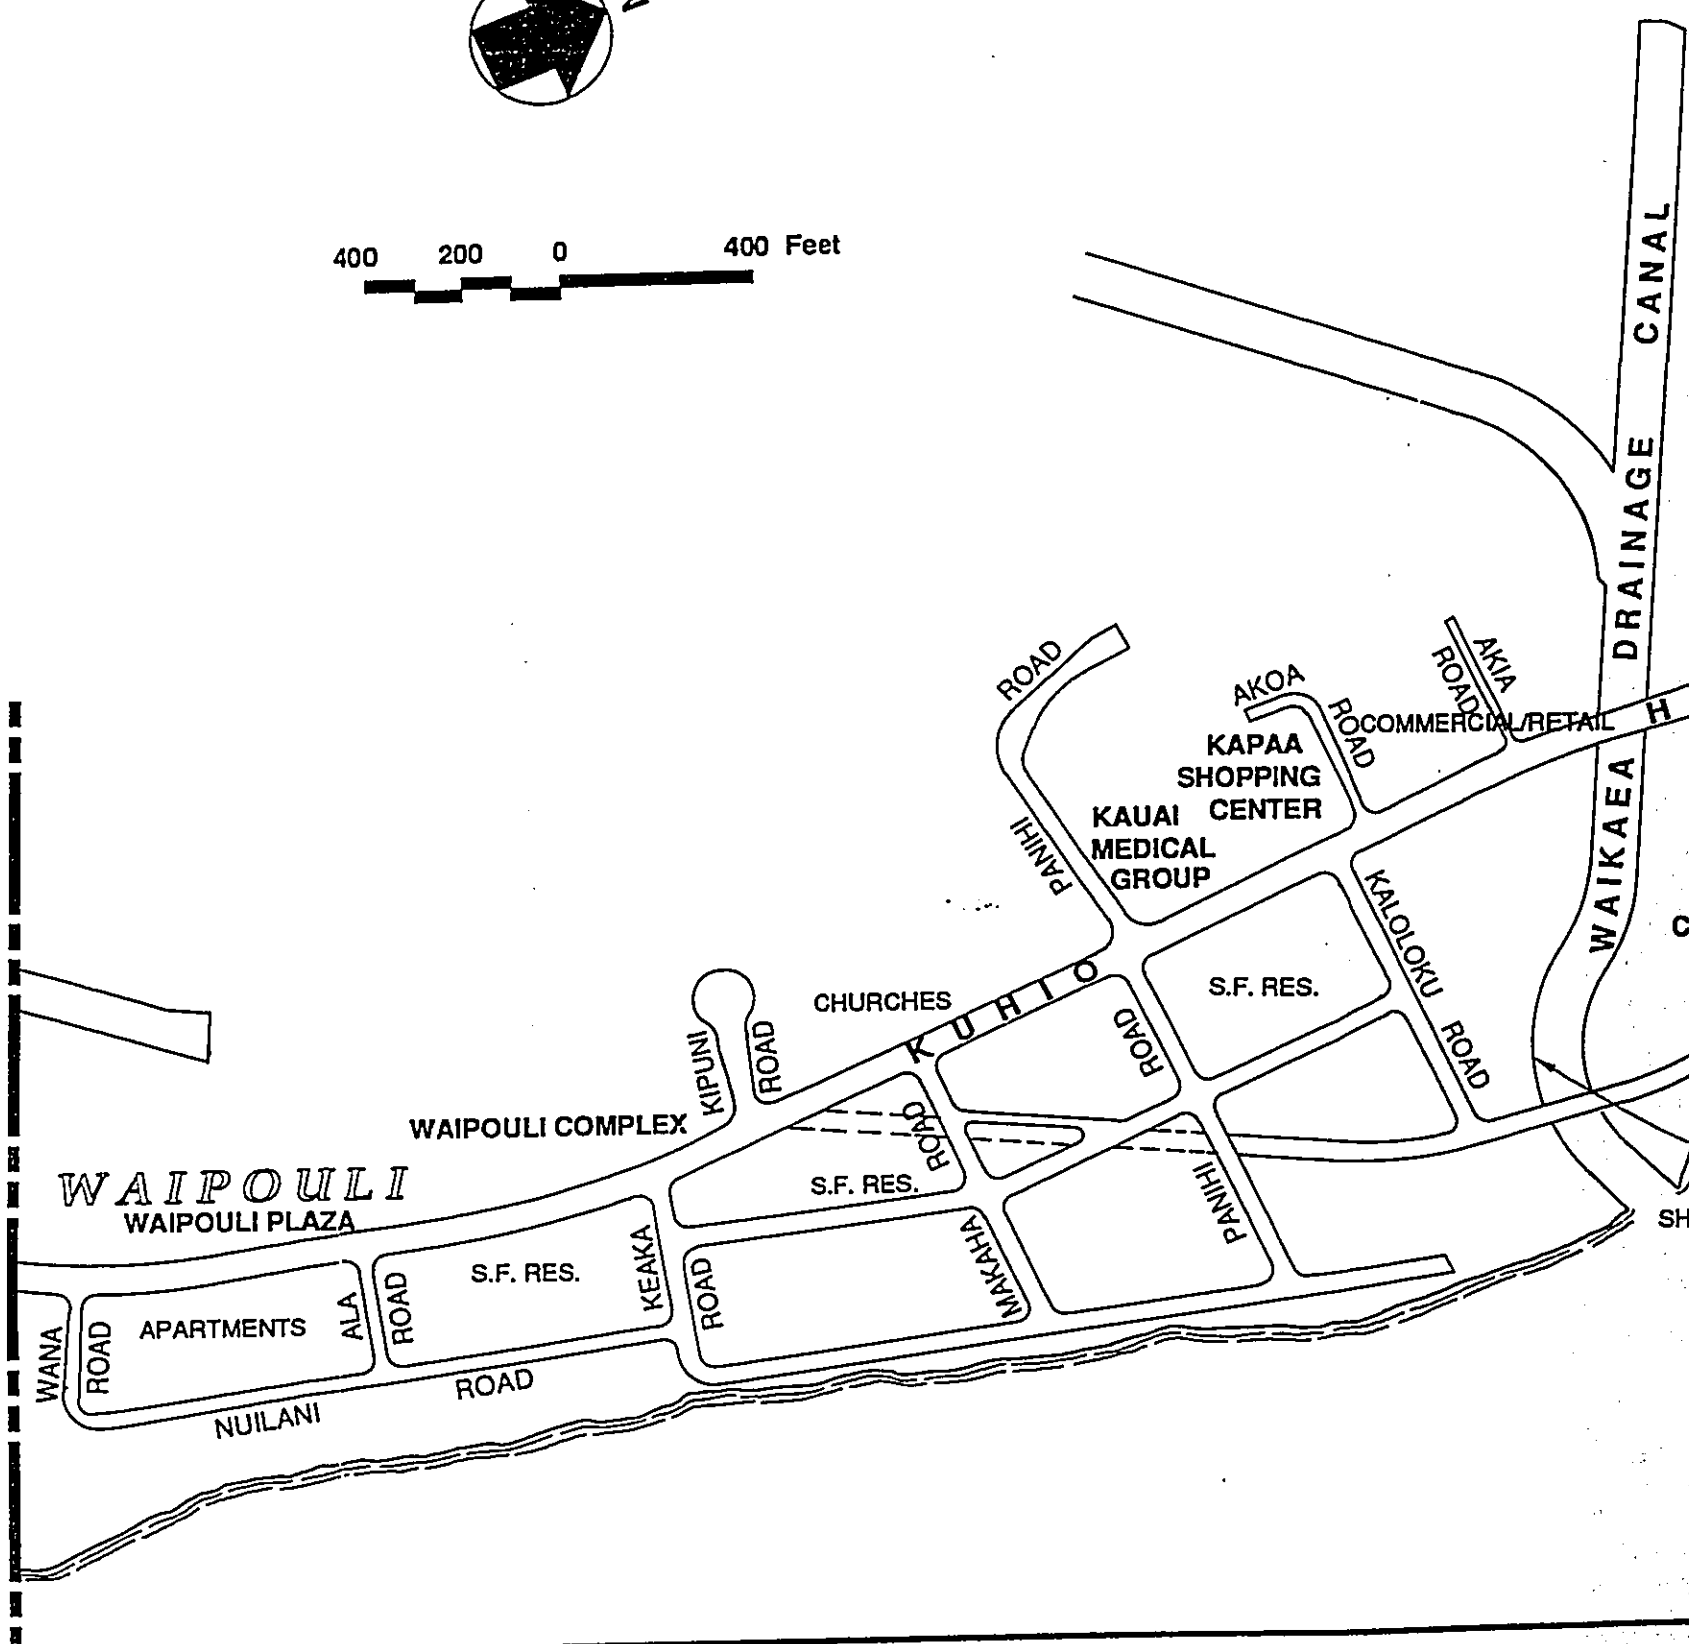 N
400 200 0 400 Feet
WAIKAEA DRAINAGE CANAL
ROAD
PANIHI
AKOA
ROAD
AKIA
ROAD
COMMERCIAL/RETAIL
H
KAPAA
SHOPPING
CENTER
KAUAI
MEDICAL
GROUP
KALOLOKU ROAD
C
S.F. RES.
CHURCHES
KUHIO
ROAD
PANIHI
KIPUNI
ROAD
WAIPOULI COMPLEX
ROAD
MAKAHA
S.F. RES.
WAIPOULI
WAIPOULI PLAZA
SH
S.F. RES.
KEAKA
ROAD
ALA
ROAD
APARTMENTS
WANA
ROAD
NUILANI ROAD